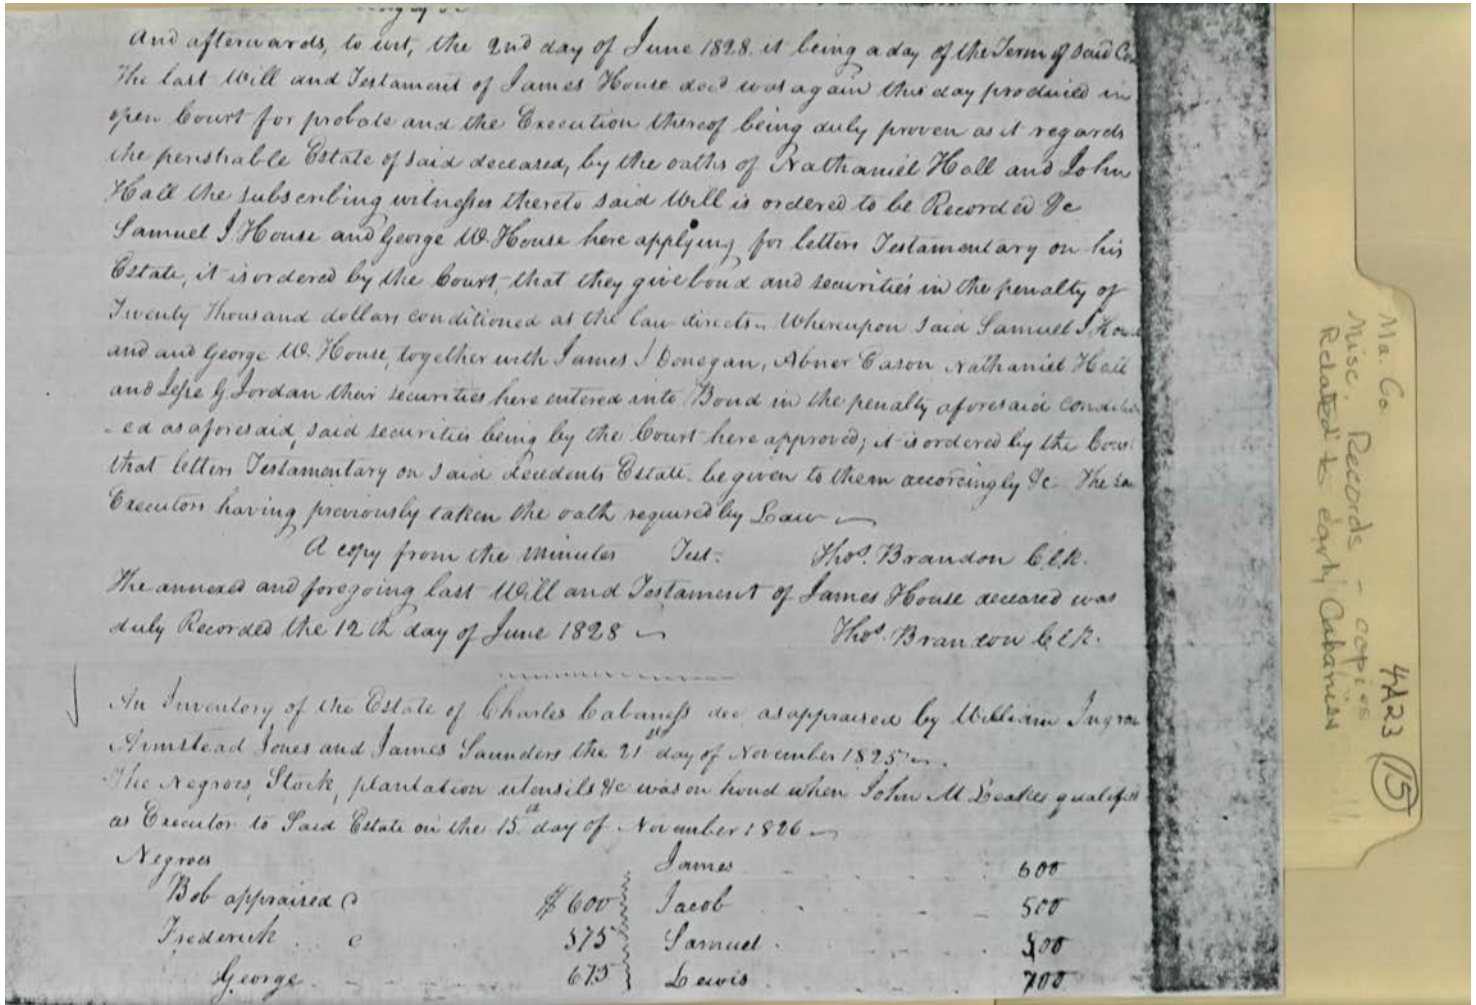 And afterwards, to wit, the 2nd day of June 1828. it being a day of the Term of said Co
The last Will and Testament of James House decd was again this day produced in
open Court for probate and the Execution thereof being duly proven as it regards
the perishable Estate of said deceased, by the oaths of Nathaniel Hall and John
Hall the subscribing witnesses thereto said Will is ordered to be Recorded &c
Samuel J House and George W. House here applying for letters Testamentary on his
Estate, it is ordered by the Court, that they give bond and securities in the penalty of
Twenty Thousand dollars conditioned as the law directs. Whereupon said Samuel J Hous
and and George W. House, together with James J Donegan, Abner Eason, Nathaniel Hall
and Jesse G Jordan their securities here entered into Bond in the penalty aforesaid condition
-ed as aforesaid, said securities being by the Court here approved; it is ordered by the Cour
that letters Testamentary on said decedents Estate be given to them accordingly &c The sa
Executors having previously taken the oath required by Law
A copy from the minutes Test. Thos. Brandon Clk.
The annexed and foregoing last Will and Testament of James House deceased was
duly Recorded the 12th day of June 1828 Thos. Brandon Clk.
An Inventory of the Estate of Charles Cabaness dec as appraised by William Ingram
Armstead Jones and James Saunders the 21st day of November 1825
The Negroes, Stock, plantation utensils &c was on hand when John M Leakes qualified
as Executor to Said Estate on the 15th day of November 1826
Negroes James 600
Bob appraised $600 Jacob 500
Frederick 575 Samuel
George 675 Lewis 700
Ma. Co.
Misc. Records - copies
Related to early Cabaniss
4A23 (15)